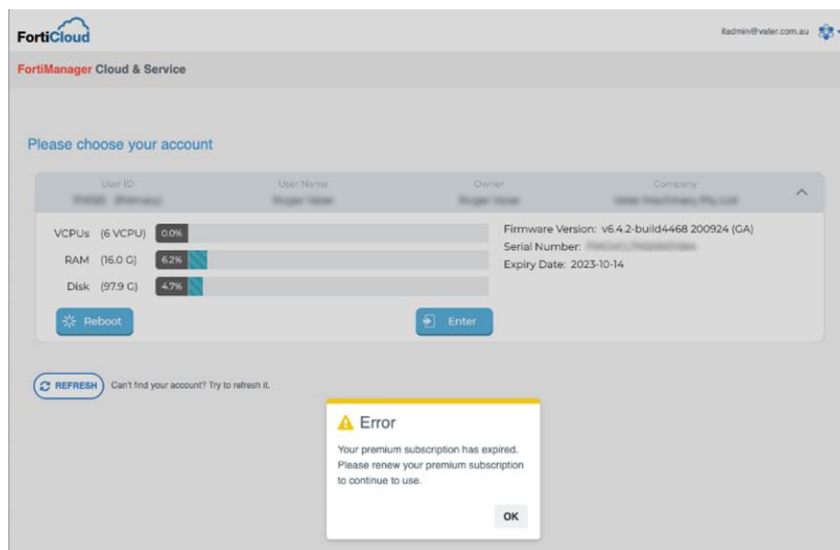 FortiCloud
itadmin@valer.com.au
FortiManager Cloud & Service
Please choose your account
User ID User Name Owner Company
VCPUs (6 VCPU) 0.0%
RAM (16.0 G) 6.2%
Disk (97.9 G) 4.7%
Firmware Version: v6.4.2-build4468 200924 (GA)
Serial Number:
Expiry Date: 2023-10-14
Reboot
Enter
REFRESH Can't find your account? Try to refresh it.
Error
Your premium subscription has expired.
Please renew your premium subscription
to continue to use.
OK